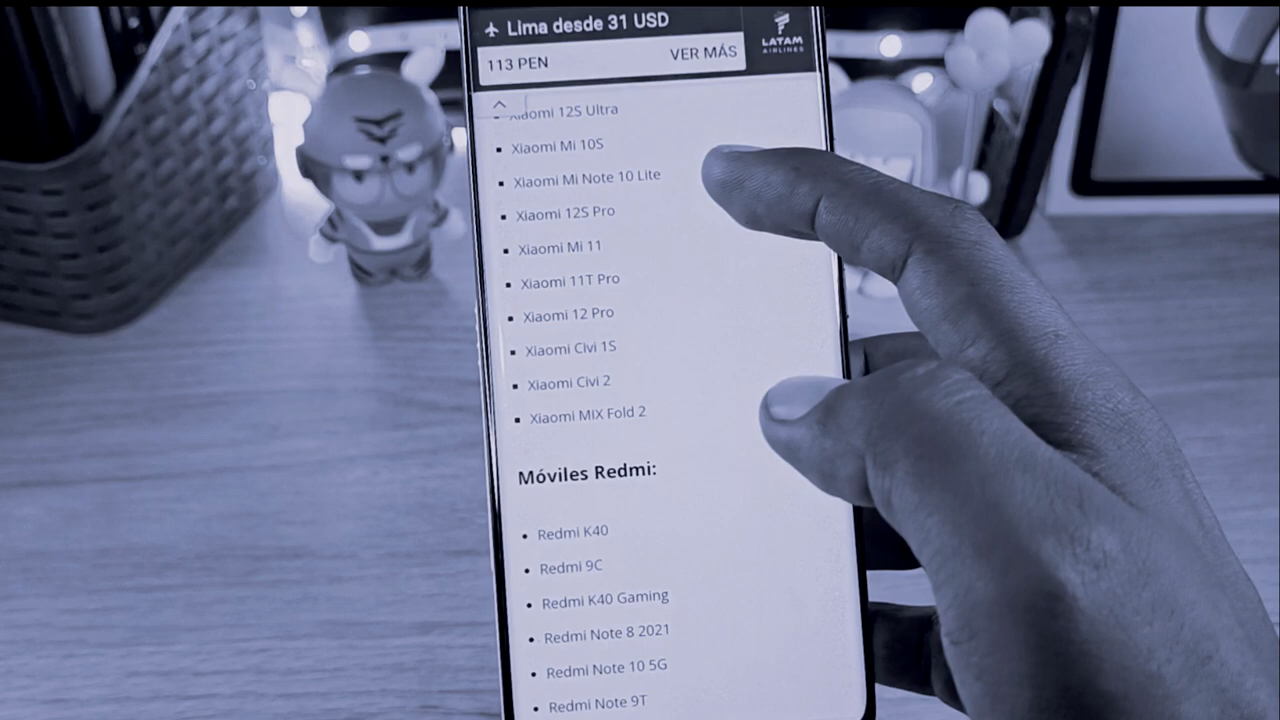 Lima desde 31 USD
LATAM
AIRLINES
113 PEN
VER MÁS
Xiaomi 12S Ultra
Xiaomi Mi 10S
Xiaomi Mi Note 10 Lite
Xiaomi 12S Pro
Xiaomi Mi 11
Xiaomi 11T Pro
Xiaomi 12 Pro
Xiaomi Civi 1S
Xiaomi Civi 2
Xiaomi MIX Fold 2
Móviles Redmi:
Redmi K40
Redmi 9C
Redmi K40 Gaming
Redmi Note 8 2021
Redmi Note 10 5G
Redmi Note 9T